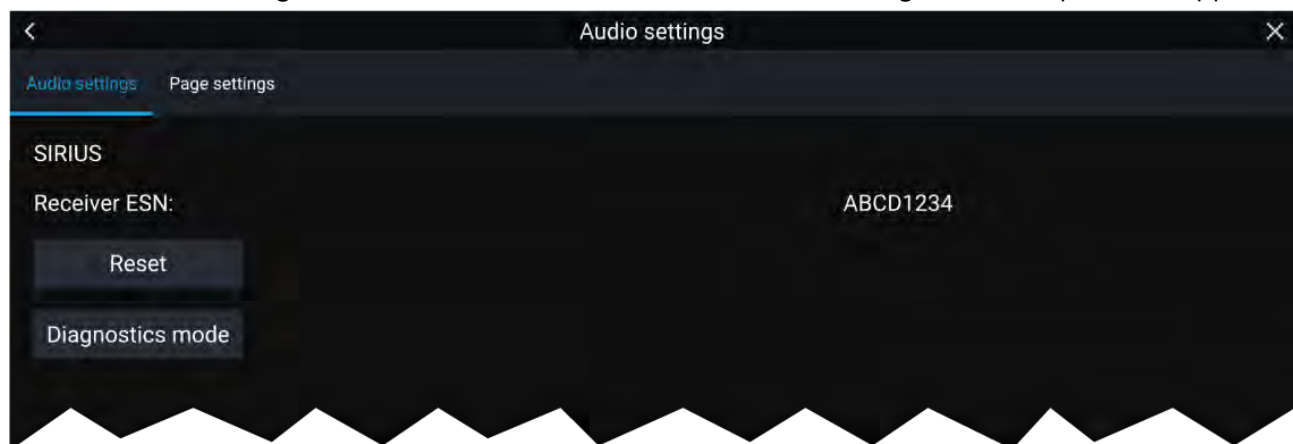 Audio settings
Audio settings Page settings
SIRIUS
Receiver ESN: ABCD1234
Reset
Diagnostics mode